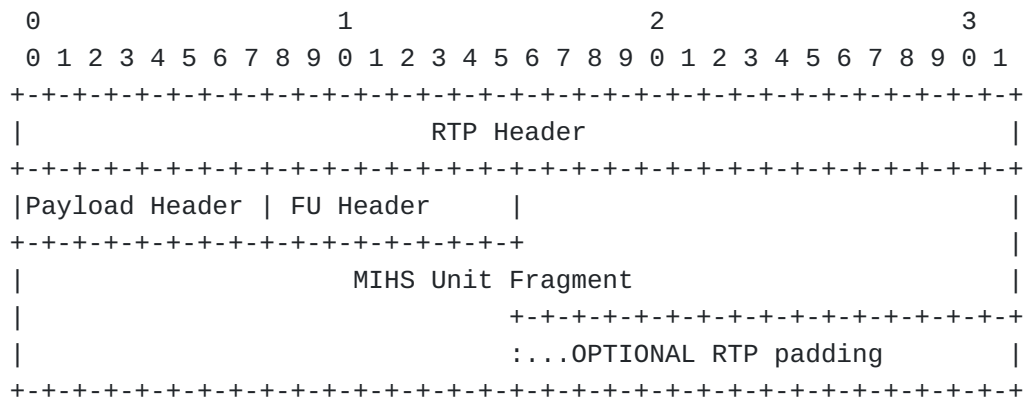 0                   1                   2                   3
 0 1 2 3 4 5 6 7 8 9 0 1 2 3 4 5 6 7 8 9 0 1 2 3 4 5 6 7 8 9 0 1
+-+-+-+-+-+-+-+-+-+-+-+-+-+-+-+-+-+-+-+-+-+-+-+-+-+-+-+-+-+-+-+-+
|                          RTP Header                           |
+-+-+-+-+-+-+-+-+-+-+-+-+-+-+-+-+-+-+-+-+-+-+-+-+-+-+-+-+-+-+-+-+
|Payload Header | FU Header     |                               |
+-+-+-+-+-+-+-+-+-+-+-+-+-+-+-+-+                               |
|                     MIHS Unit Fragment                        |
|                               +-+-+-+-+-+-+-+-+-+-+-+-+-+-+-+-+
|                               :...OPTIONAL RTP padding        |
+-+-+-+-+-+-+-+-+-+-+-+-+-+-+-+-+-+-+-+-+-+-+-+-+-+-+-+-+-+-+-+-+